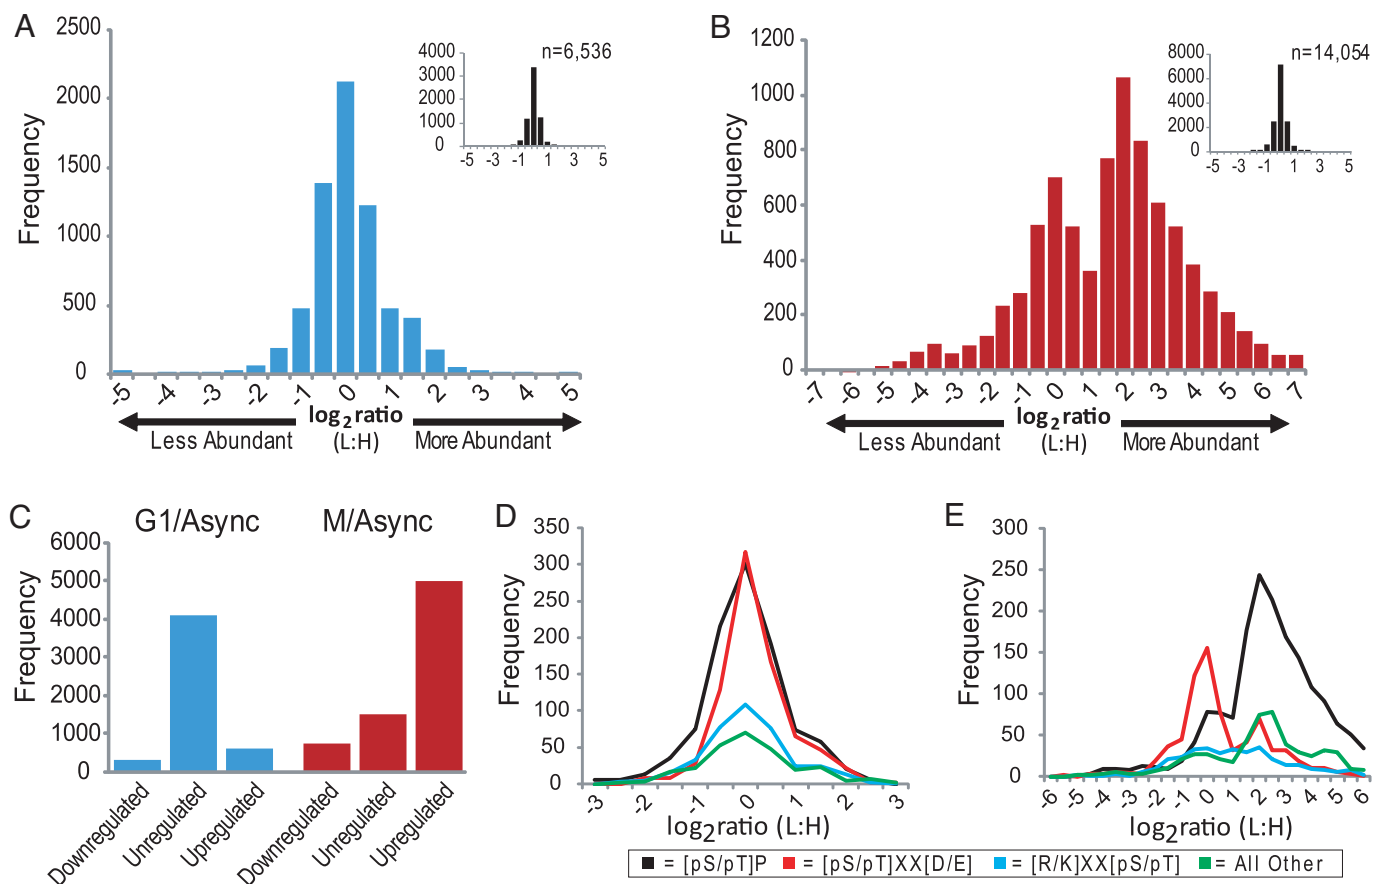 A
Frequency
2500
2000
1500
1000
500
0
-5 -4 -3 -2 -1 0 1 2 3 4 5
log2 ratio
(L:H)
Less Abundant
More Abundant
n=6,536
4000
3000
2000
1000
0
-5 -3 -1 1 3 5
B
Frequency
1200
1000
800
600
400
200
0
-7 -6 -5 -4 -3 -2 -1 0 1 2 3 4 5 6 7
log2 ratio
(L:H)
Less Abundant
More Abundant
n=14,054
8000
6000
4000
2000
0
-5 -3 -1 1 3 5
C
G1/Async
M/Async
Frequency
6000
5000
4000
3000
2000
1000
0
Downregulated
Unregulated
Upregulated
Downregulated
Unregulated
Upregulated
D
Frequency
350
300
250
200
150
100
50
0
-3 -2 -1 0 1 2 3
log2ratio (L:H)
E
Frequency
300
250
200
150
100
50
0
-6 -5 -4 -3 -2 -1 0 1 2 3 4 5 6
log2ratio (L:H)
= [pS/pT]P = [pS/pT]XX[D/E] = [R/K]XX[pS/pT] = All Other